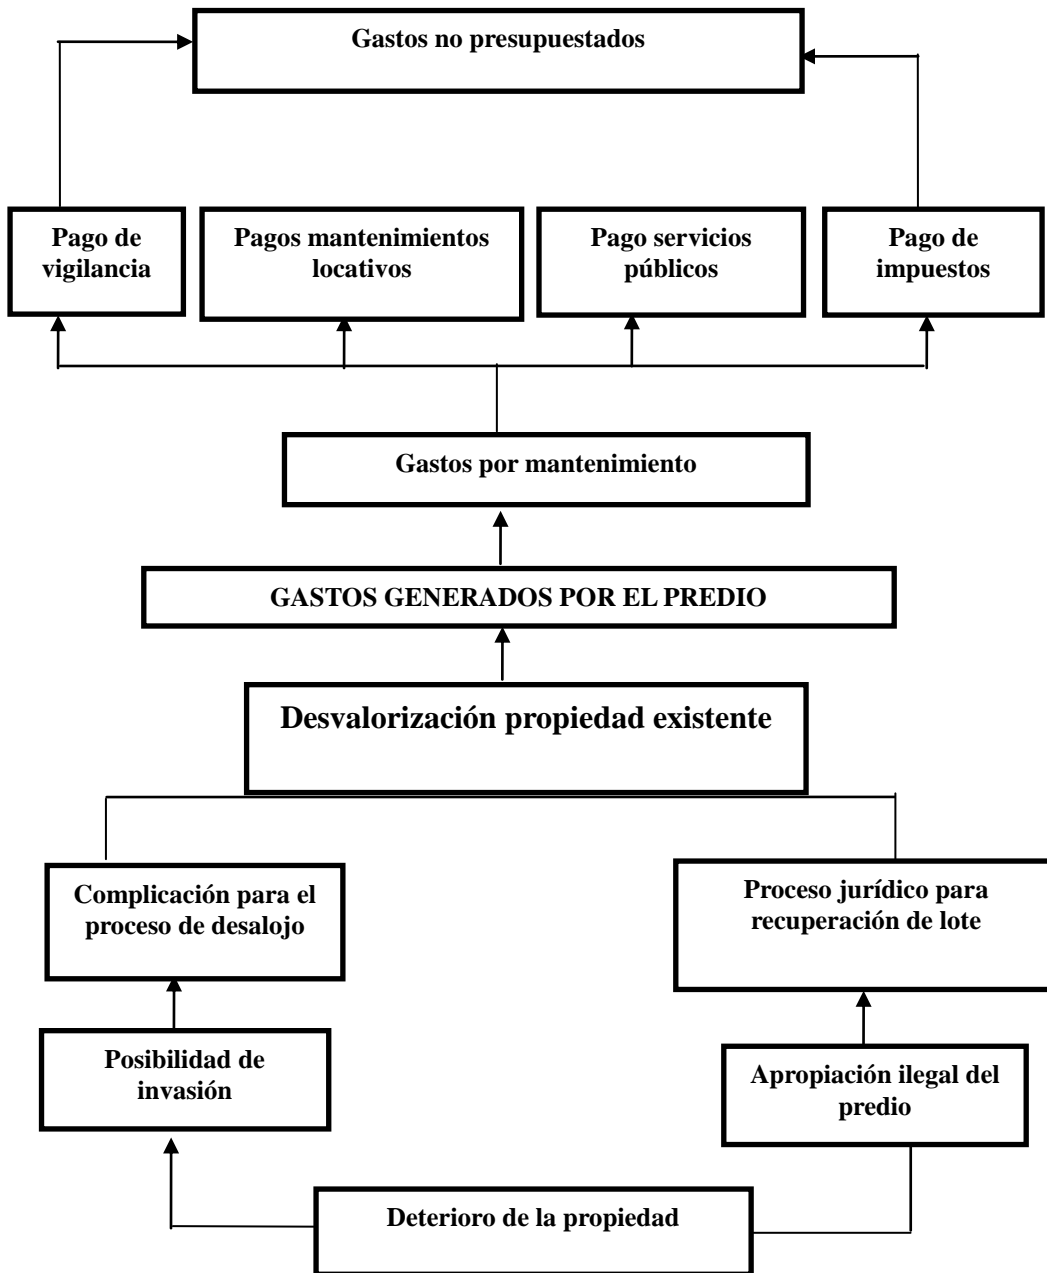 Gastos no presupuestados
Pago de
vigilancia
Pagos mantenimientos
locativos
Pago servicios
públicos
Pago de
impuestos
Gastos por mantenimiento
GASTOS GENERADOS POR EL PREDIO
Desvalorización propiedad existente
Complicación para el
proceso de desalojo
Proceso jurídico para
recuperación de lote
Posibilidad de
invasión
Apropiación ilegal del
predio
Deterioro de la propiedad